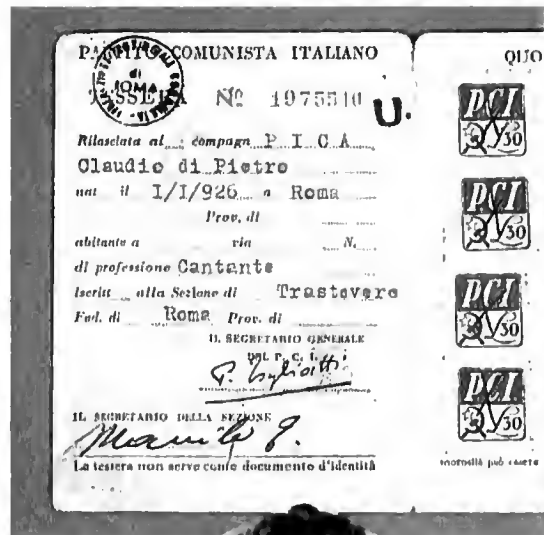 PARTITO COMUNISTA ITALIANO
TESSERA Nº 1975510
U.
Rilasciata al compagn P I C A
Claudio di Pietro
nat il I/I/926 a Roma
Prov. di
abitante a via N.
di professione Cantante
Iscritt alla Sezione di Trastevere
Fed. di Roma Prov. di
IL SEGRETARIO GENERALE
DEL P. C. I.
P. Togliatti
IL SEGRETARIO DELLA SEZIONE
La tessera non serve come documento d'identità
QUO
PCI
30
PCI
30
PCI
30
PCI
30
può essere